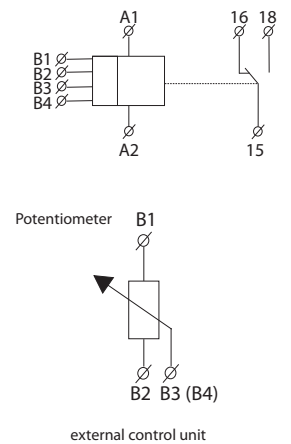 A1
16 18
B1
B2
B3
B4
A2
15
Potentiometer B1
B2 B3 (B4)
external control unit